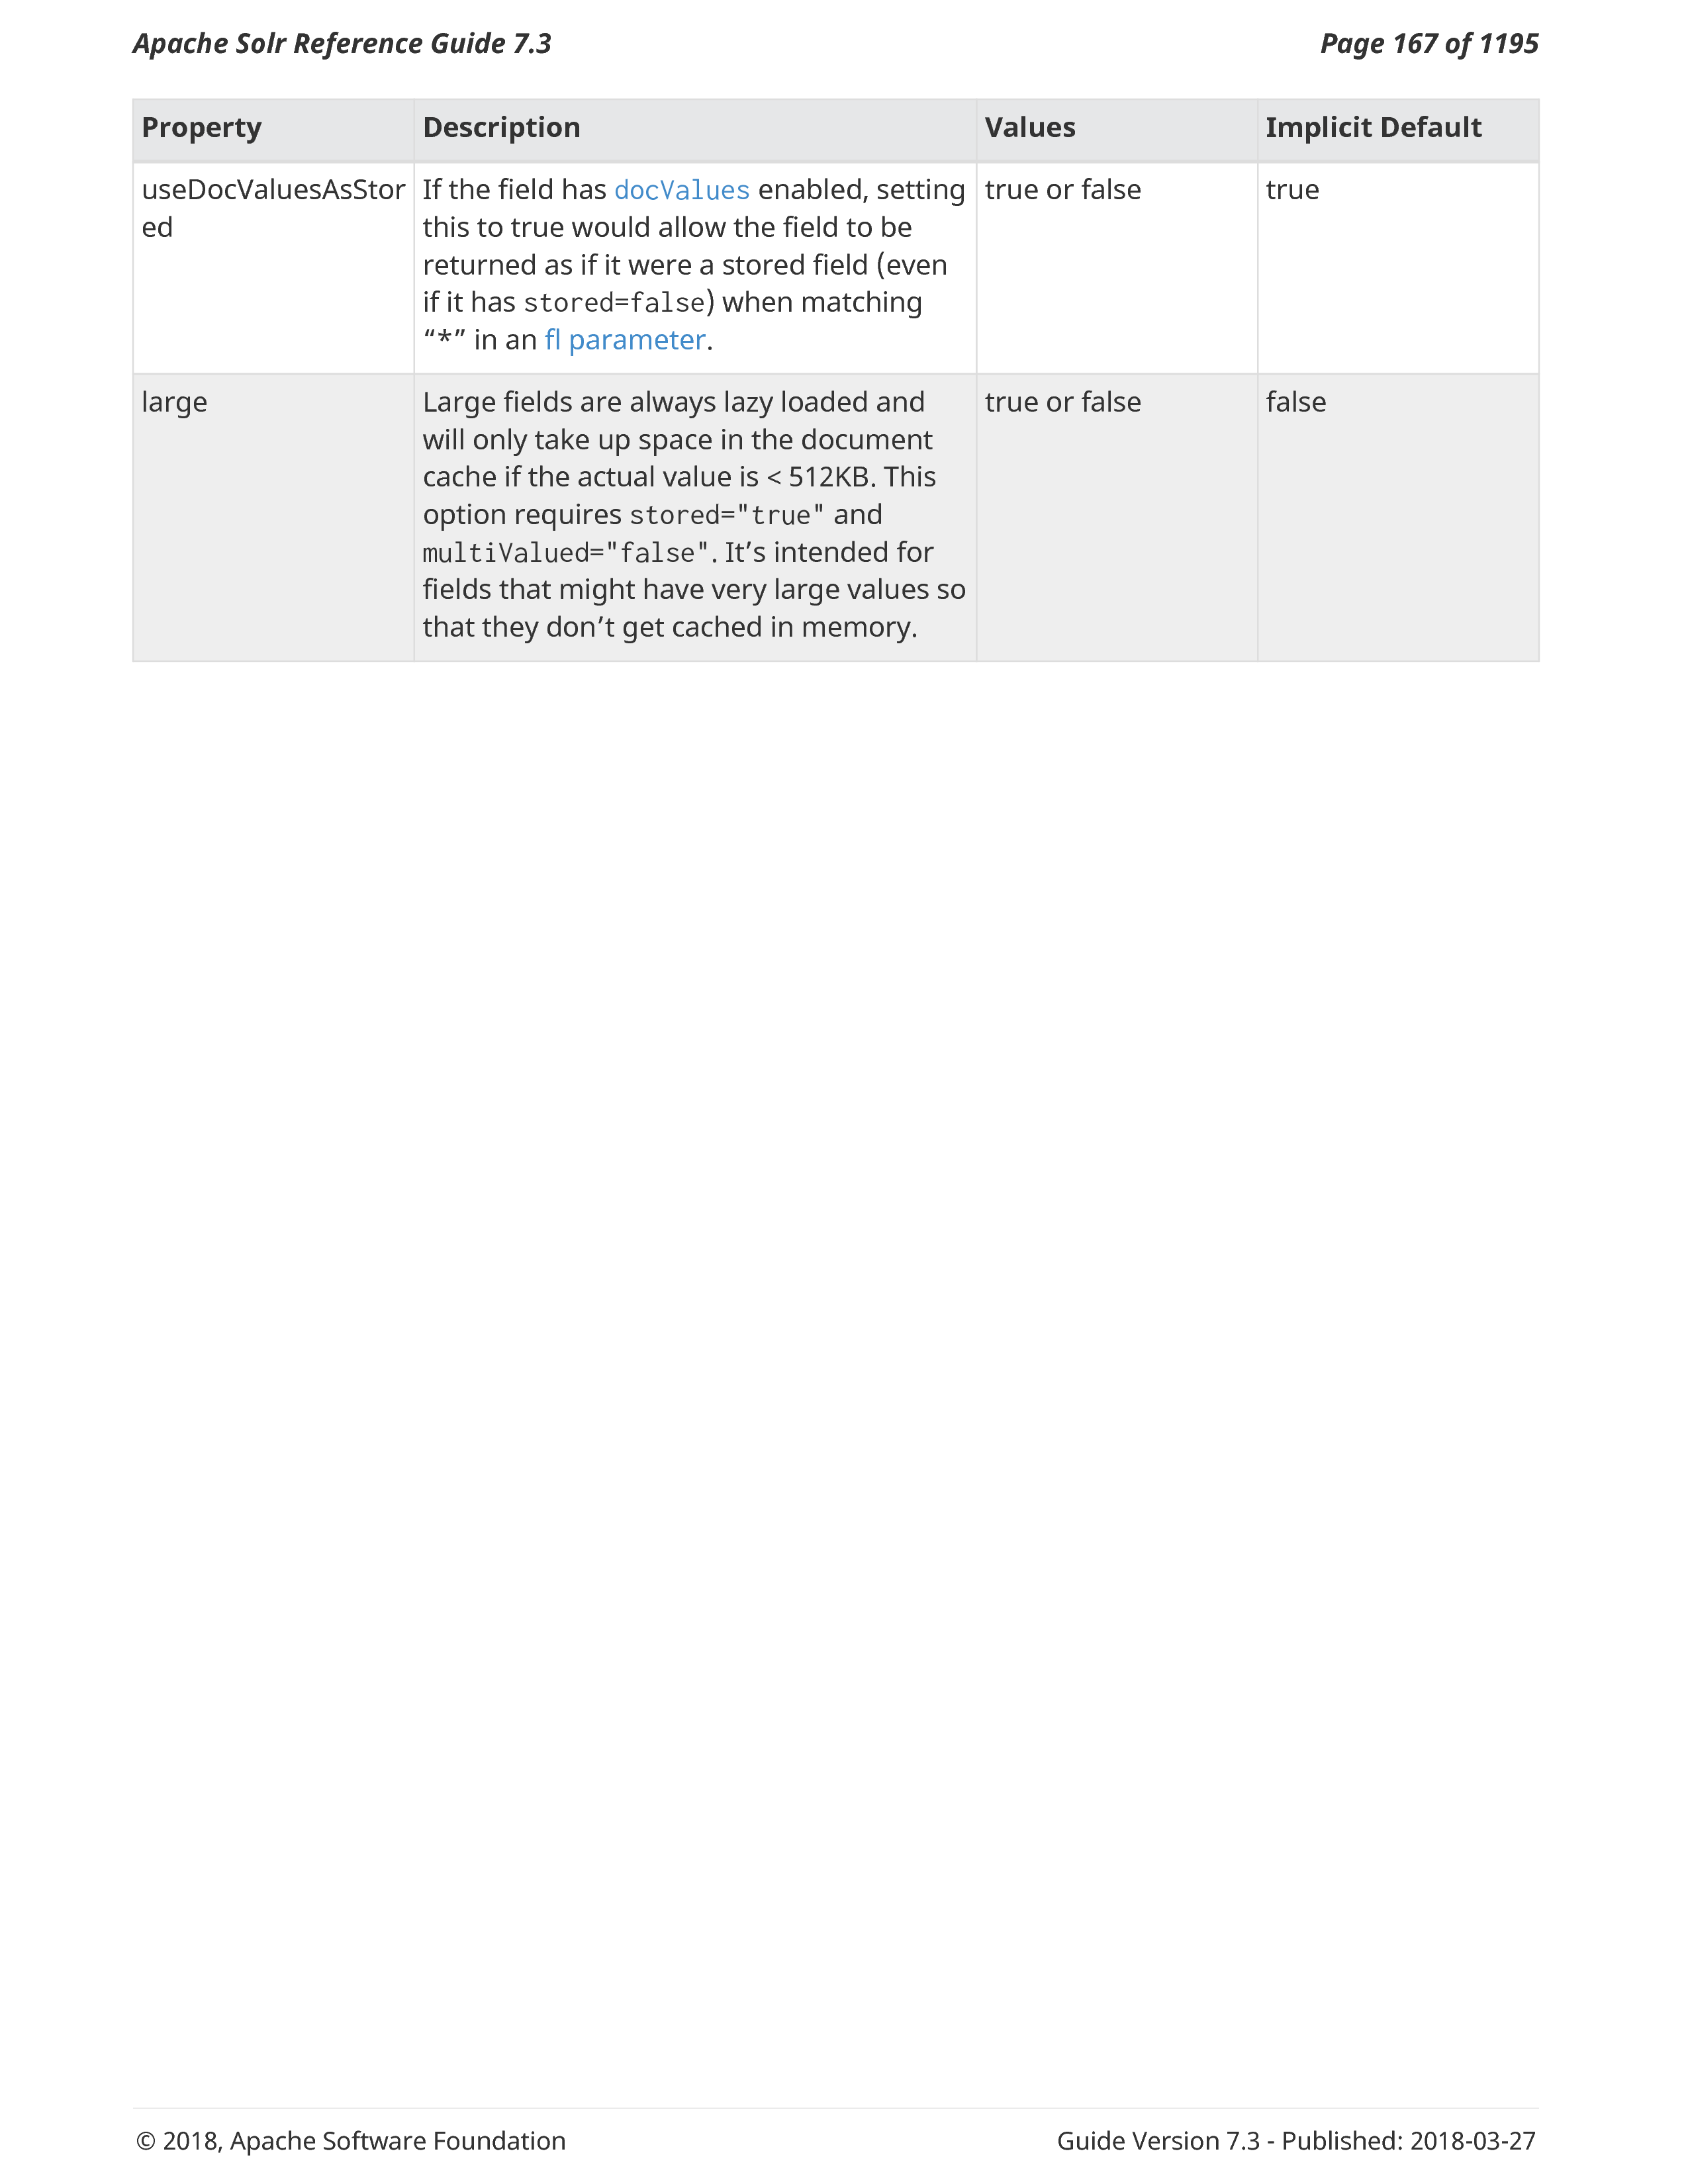 Apache Solr Reference Guide 7.3 Page 167 of 1195
Property Description Values Implicit Default
useDocValuesAsStor If the field has docValues enabled, setting true or false true
ed this to true would allow the field to be
returned as if it were a stored field (even
if it has stored=false) when matching
“*” in an fl parameter.
large Large fields are always lazy loaded and true or false false
will only take up space in the document
cache if the actual value is < 512KB. This
option requires stored="true" and
multiValued="false". It’s intended for
fields that might have very large values so
that they don’t get cached in memory.
© 2018, Apache Software Foundation Guide Version 7.3 - Published: 2018-03-27